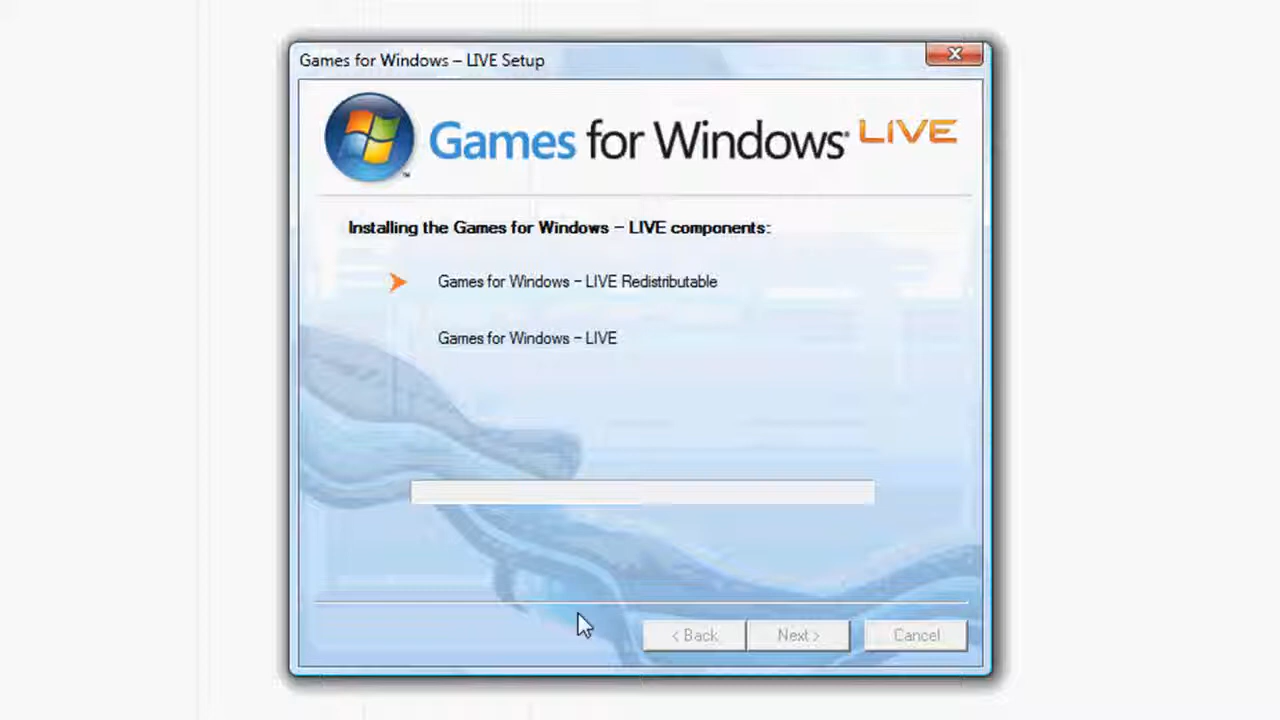 Games for Windows – LIVE Setup
Games for Windows® LIVE
™
Installing the Games for Windows – LIVE components:
Games for Windows – LIVE Redistributable
Games for Windows – LIVE
< Back Next > Cancel